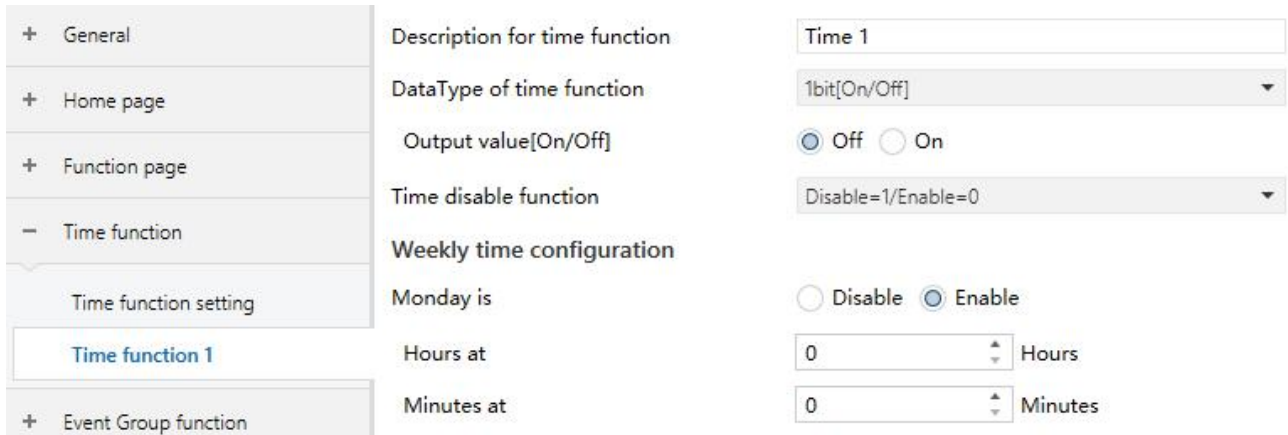 General
Home page
Function page
Time function
Time function setting
Time function 1
Event Group function
Description for time function Time 1
DataType of time function 1bit[On/Off]
Output value[On/Off] Off On
Time disable function Disable=1/Enable=0
Weekly time configuration
Monday is Disable Enable
Hours at 0 Hours
Minutes at 0 Minutes